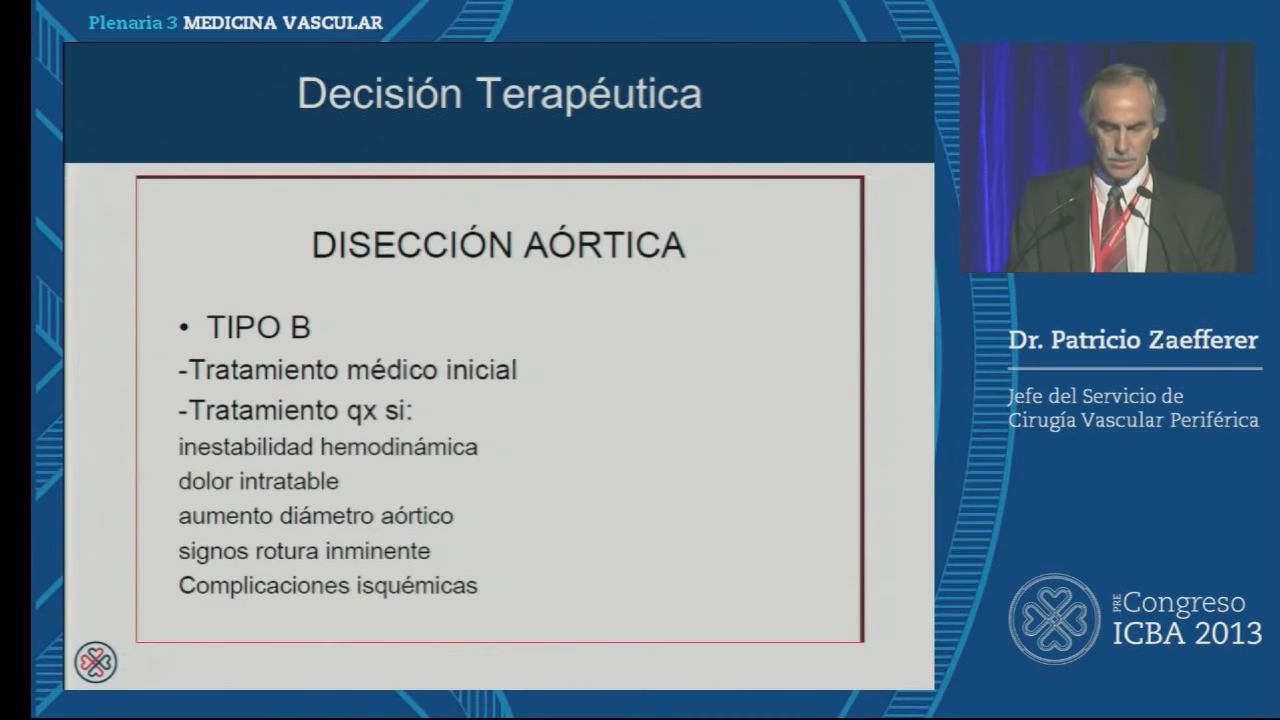 Plenaria 3 MEDICINA VASCULAR
Decisión Terapéutica
DISECCIÓN AÓRTICA
• TIPO B
-Tratamiento médico inicial
-Tratamiento qx si:
inestabilidad hemodinámica
dolor intratable
aumento diámetro aórtico
signos rotura inminente
Complicaciones isquémicas
Dr. Patricio Zaefferer
Jefe del Servicio de
Cirugía Vascular Periférica
PRE Congreso
ICBA 2013